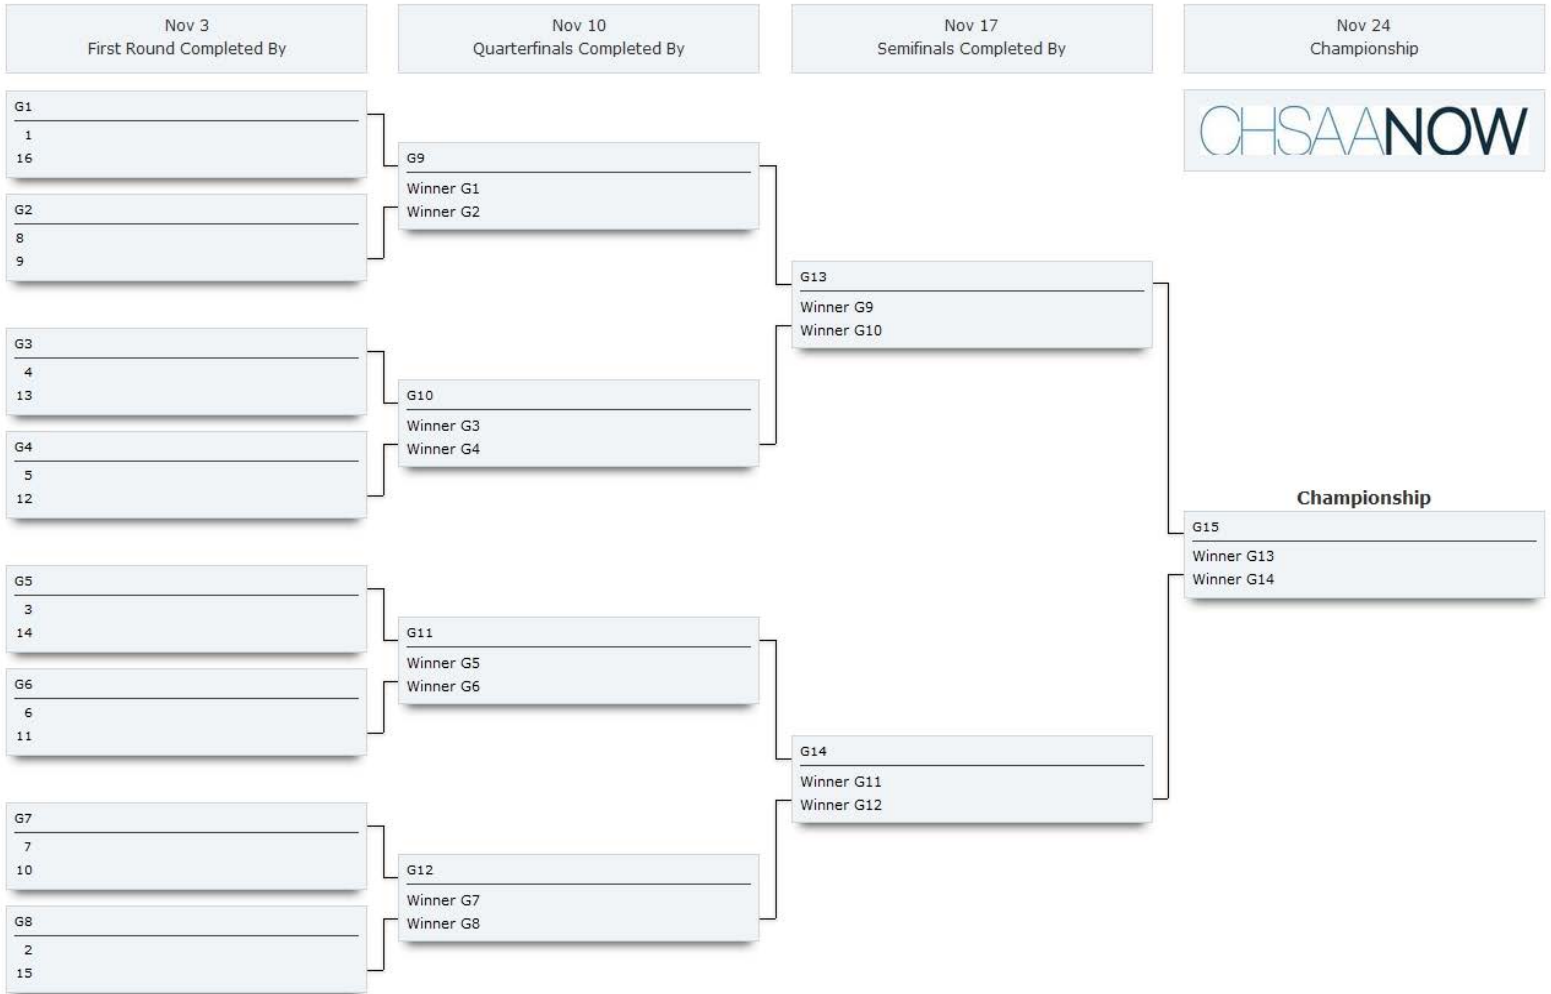 Nov 3
First Round Completed By
Nov 10
Quarterfinals Completed By
Nov 17
Semifinals Completed By
Nov 24
Championship
CHSAANOW
G1
1
16
G2
8
9
G3
4
13
G4
5
12
G5
3
14
G6
6
11
G7
7
10
G8
2
15
G9
Winner G1
Winner G2
G10
Winner G3
Winner G4
G11
Winner G5
Winner G6
G12
Winner G7
Winner G8
G13
Winner G9
Winner G10
G14
Winner G11
Winner G12
Championship
G15
Winner G13
Winner G14